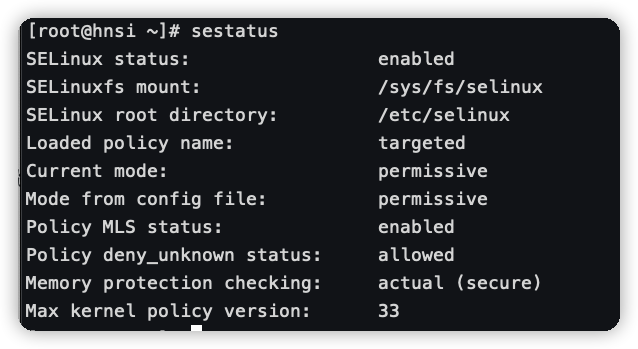 [root@hnsi ~]# sestatus
SELinux status:                 enabled
SELinuxfs mount:                /sys/fs/selinux
SELinux root directory:         /etc/selinux
Loaded policy name:             targeted
Current mode:                   permissive
Mode from config file:          permissive
Policy MLS status:              enabled
Policy deny_unknown status:     allowed
Memory protection checking:     actual (secure)
Max kernel policy version:      33